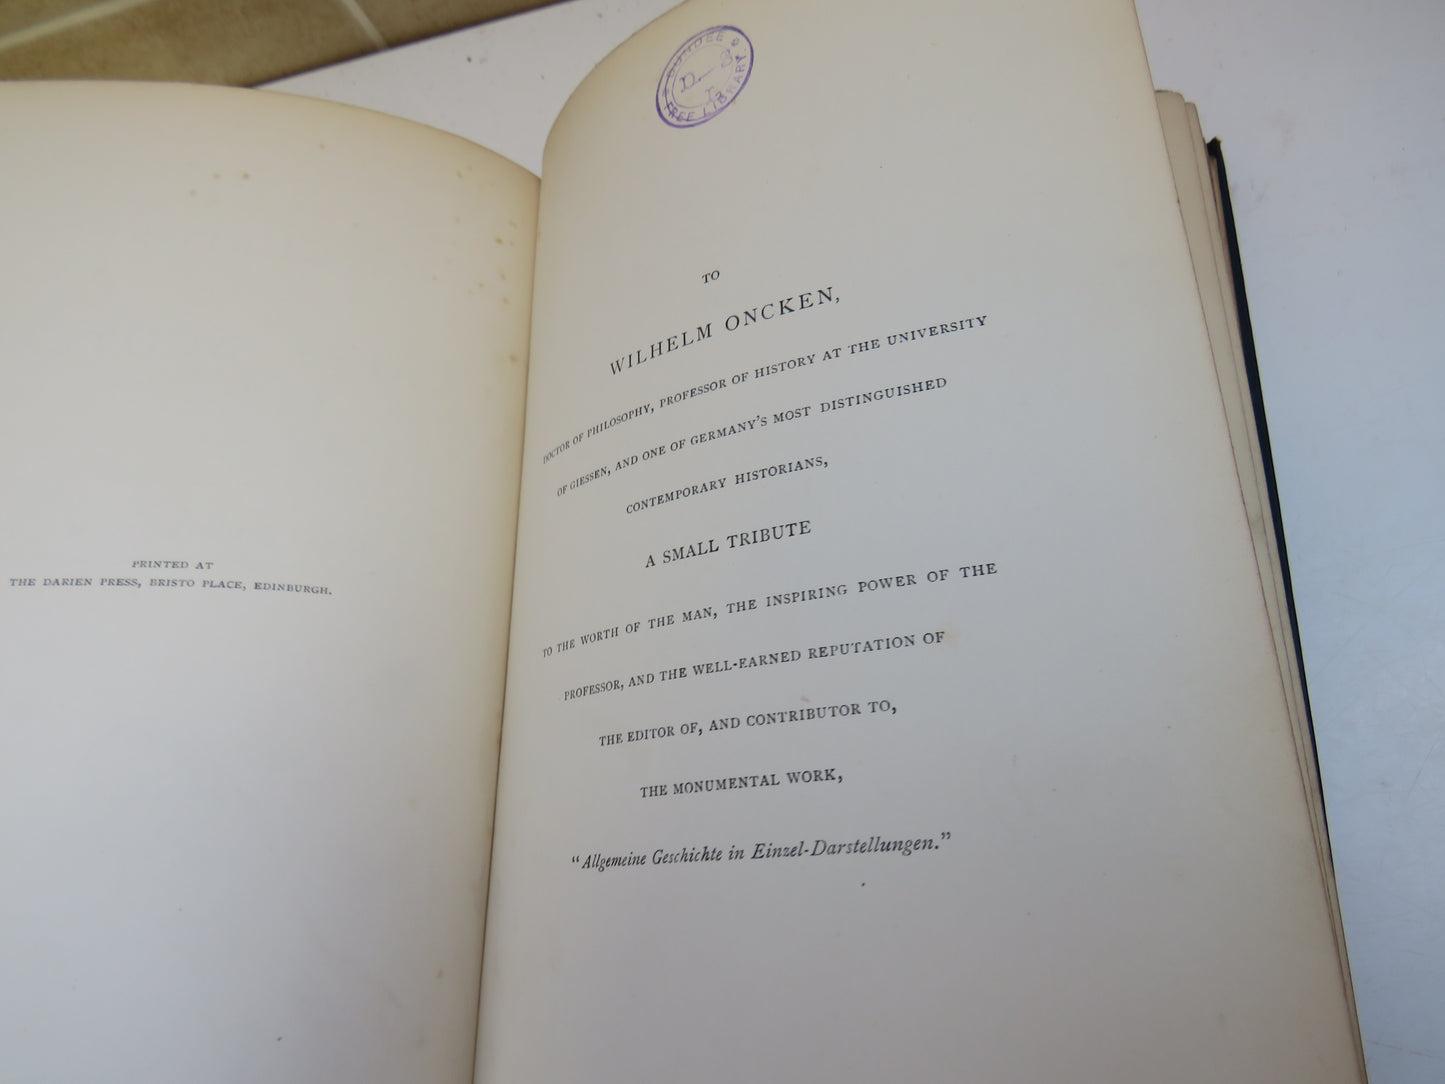 PRINTED AT
THE DARIEN PRESS, BRISTO PLACE, EDINBURGH.
DUNDEE
FREE LIBRARY.
TO
WILHELM ONCKEN,
DOCTOR OF PHILOSOPHY, PROFESSOR OF HISTORY AT THE UNIVERSITY
OF GIESSEN, AND ONE OF GERMANY'S MOST DISTINGUISHED
CONTEMPORARY HISTORIANS,
A SMALL TRIBUTE
TO THE WORTH OF THE MAN, THE INSPIRING POWER OF THE
PROFESSOR, AND THE WELL-EARNED REPUTATION OF
THE EDITOR OF, AND CONTRIBUTOR TO,
THE MONUMENTAL WORK,
"Allgemeine Geschichte in Einzel-Darstellungen."